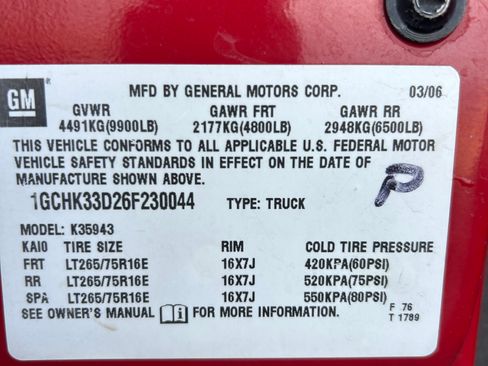 GM
MFD BY GENERAL MOTORS CORP. 03/06
GVWR GAWR FRT GAWR RR
4491KG(9900LB) 2177KG(4800LB) 2948KG(6500LB)
THIS VEHICLE CONFORMS TO ALL APPLICABLE U.S. FEDERAL MOTOR
VEHICLE SAFETY STANDARDS IN EFFECT ON THE DATE OF
MANUFACTURE SHOWN ABOVE.
1GCHK33D26F230044 TYPE: TRUCK
P
MODEL: K35943
KAI0 TIRE SIZE RIM COLD TIRE PRESSURE
FRT LT265/75R16E 16X7J 420KPA(60PSI)
RR LT265/75R16E 16X7J 520KPA(75PSI)
SPA LT265/75R16E 16X7J 550KPA(80PSI)
SEE OWNER'S MANUAL i FOR MORE INFORMATION. F 76
T 1789